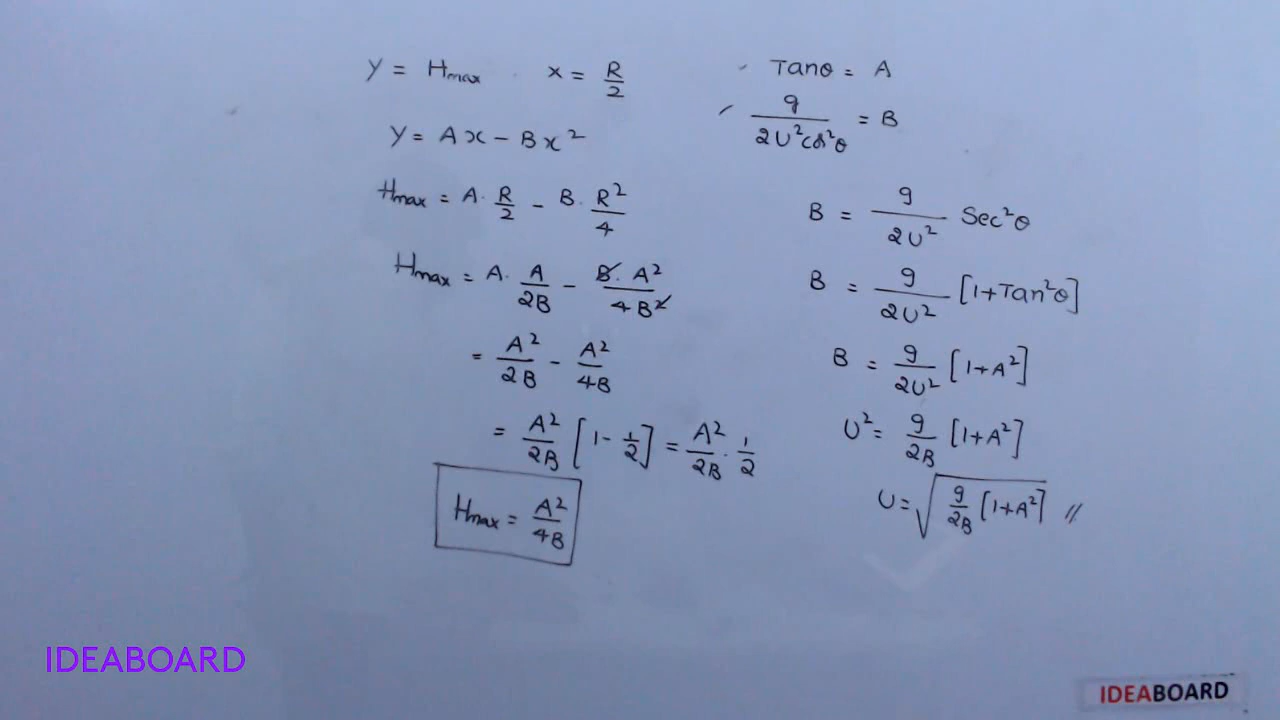 Y = Hmax x = R/2
Y = Ax - Bx²
Hmax = A. R/2 - B. R²/4
Hmax = A. A/2B - B. A²/4B²
= A²/2B - A²/4B
= A²/2B [1 - 1/2] = A²/2B . 1/2
Hmax = A²/4B
Tanθ = A
g/2U²cos²θ = B
B = g/2U² Sec²θ
B = g/2U² [1+Tan²θ]
B = g/2U² [1+A²]
U² = g/2B [1+A²]
U = √(g/2B [1+A²]) //
IDEABOARD
IDEABOARD